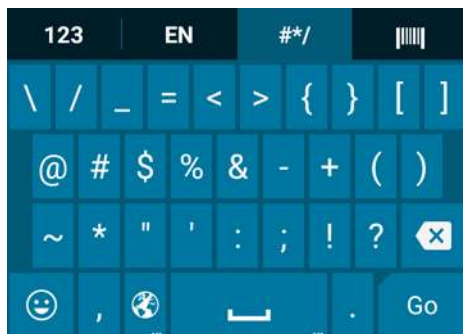 123 EN #*/
\ / _ = < > { } [ ]
@ # $ % & - + ( )
~ * " ' : ; ! ?
, . Go